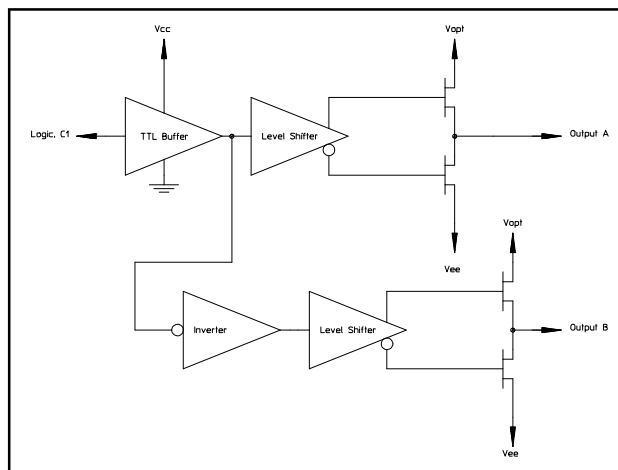 Vcc
Vopt
Logic, C1
TTL Buffer
Level Shifter
Output A
Vee
Vopt
Inverter
Level Shifter
Output B
Vee